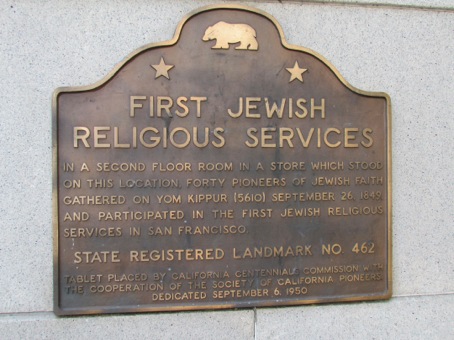 FIRST JEWISH
RELIGIOUS SERVICES
IN A SECOND FLOOR ROOM IN A STORE WHICH STOOD
ON THIS LOCATION, FORTY PIONEERS OF JEWISH FAITH
GATHERED ON YOM KIPPUR (5610) SEPTEMBER 26, 1849,
AND PARTICIPATED IN THE FIRST JEWISH RELIGIOUS
SERVICES IN SAN FRANCISCO.
STATE REGISTERED LANDMARK NO. 462
TABLET PLACED BY CALIFORNIA CENTENNIALS COMMISSION WITH
THE COOPERATION OF THE SOCIETY OF CALIFORNIA PIONEERS.
DEDICATED SEPTEMBER 6, 1950